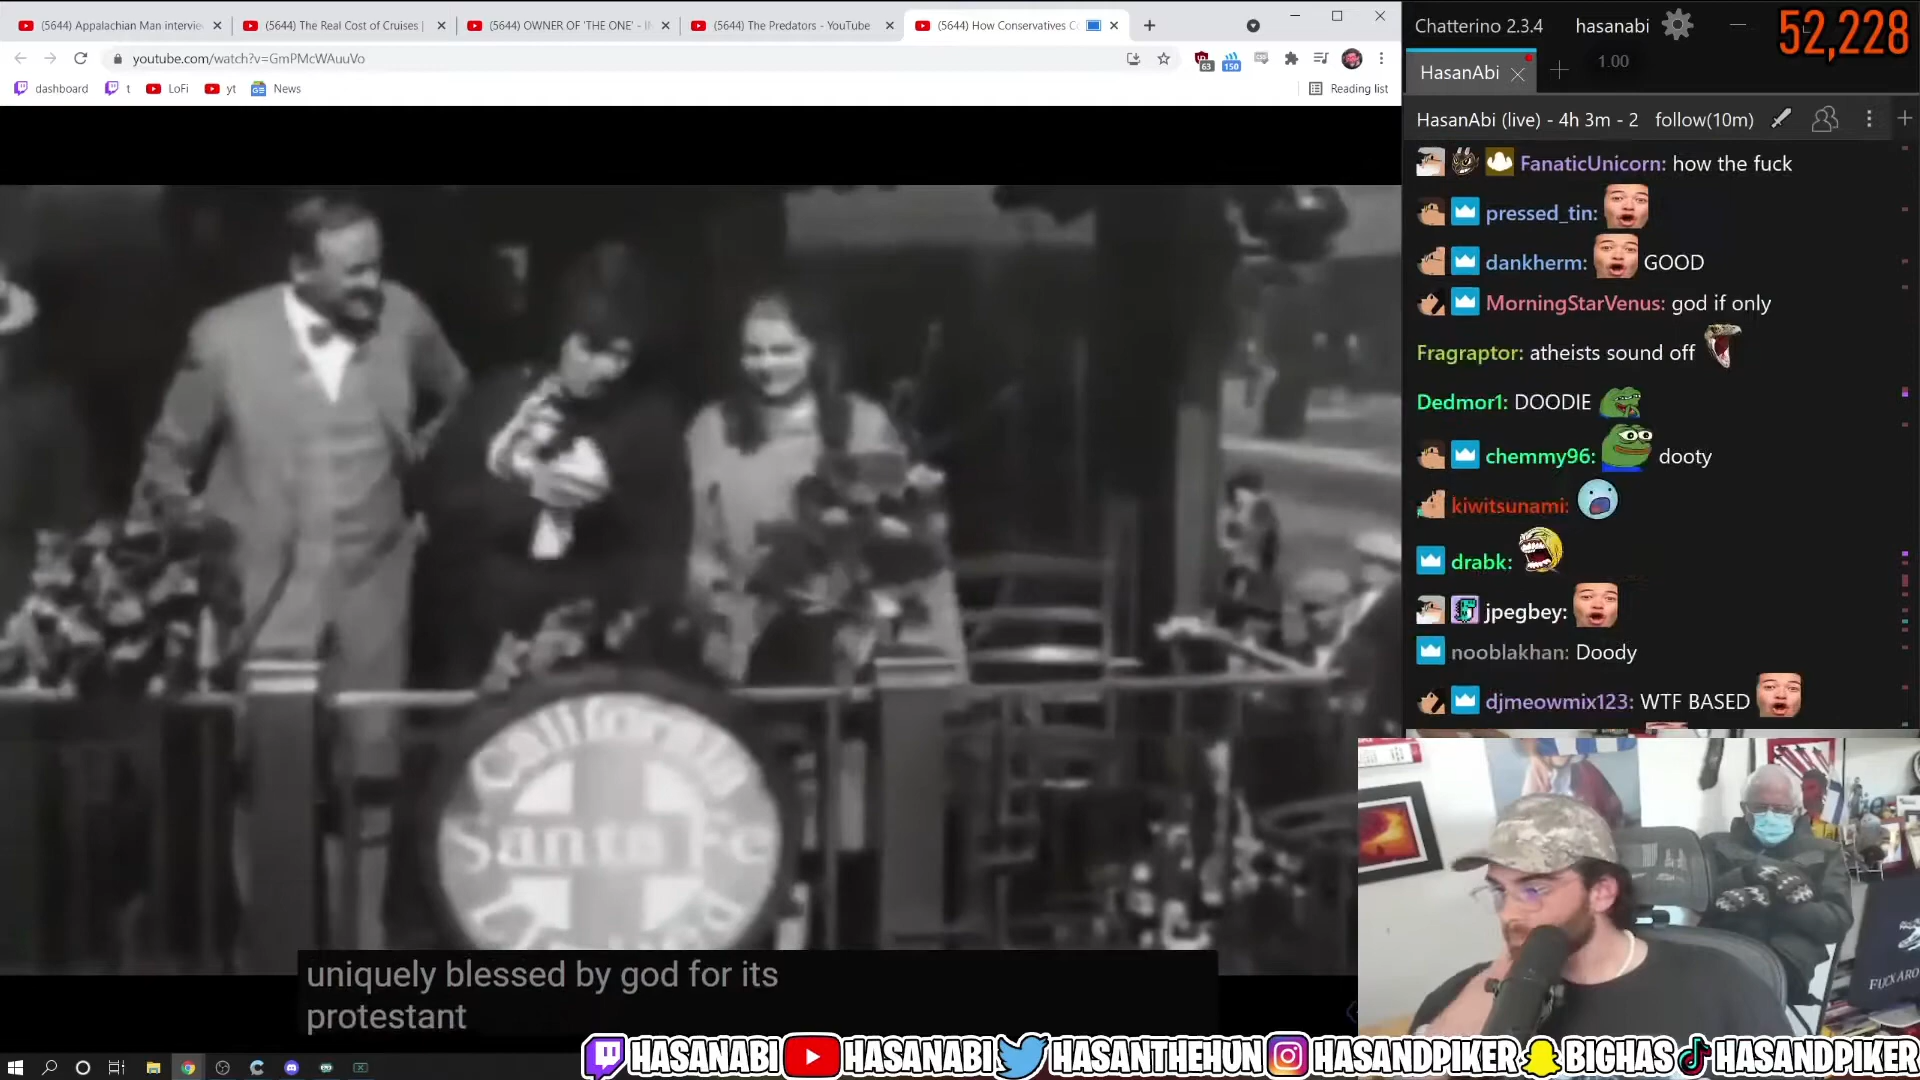 (5644) Appalachian Man intervie
(5644) The Real Cost of Cruises |
(5644) OWNER OF 'THE ONE' - I
(5644) The Predators - YouTube
(5644) How Conservatives C
youtube.com/watch?v=GmPMcWAuuVo
63
150
dashboard
t
LoFi
yt
News
Reading list
Chatterino 2.3.4
hasanabi
52,228
HasanAbi
1.00
HasanAbi (live) - 4h 3m - 2
follow(10m)
FanaticUnicorn: how the fuck
pressed_tin:
dankherm: GOOD
MorningStarVenus: god if only
Fragraptor: atheists sound off
Dedmor1: DOODIE
chemmy96: dooty
kiwitsunami:
drabk:
jpegbey:
nooblakhan: Doody
djmeowmix123: WTF BASED
California
Santa Fe
uniquely blessed by god for its
protestant
HASANABI
HASANABI
HASANTHEHUN
HASANDPIKER
BIGHAS
HASANDPIKER